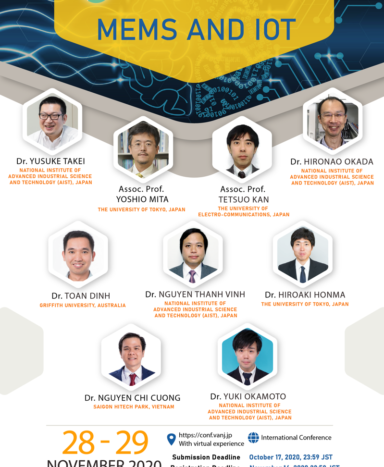 MEMS AND IOT
Dr. YUSUKE TAKEI
NATIONAL INSTITUTE OF
ADVANCED INDUSTRIAL SCIENCE
AND TECHNOLOGY (AIST), JAPAN
Assoc. Prof.
YOSHIO MITA
THE UNIVERSITY OF TOKYO, JAPAN
Assoc. Prof.
TETSUO KAN
THE UNIVERSITY OF
ELECTRO-COMMUNICATIONS, JAPAN
Dr. HIRONAO OKADA
NATIONAL INSTITUTE OF
ADVANCED INDUSTRIAL SCIENCE
AND TECHNOLOGY (AIST), JAPAN
Dr. TOAN DINH
GRIFFITH UNIVERSITY, AUSTRALIA
Dr. NGUYEN THANH VINH
NATIONAL INSTITUTE OF
ADVANCED INDUSTRIAL SCIENCE
AND TECHNOLOGY (AIST), JAPAN
Dr. HIROAKI HONMA
THE UNIVERSITY OF TOKYO, JAPAN
Dr. NGUYEN CHI CUONG
SAIGON HITECH PARK, VIETNAM
Dr. YUKI OKAMOTO
NATIONAL INSTITUTE OF
ADVANCED INDUSTRIAL SCIENCE
AND TECHNOLOGY (AIST), JAPAN
28 - 29
NOVEMBER 2020
https://conf.vanj.jp
With virtual experience
International Conference
Submission Deadline October 17, 2020, 23:59 JST